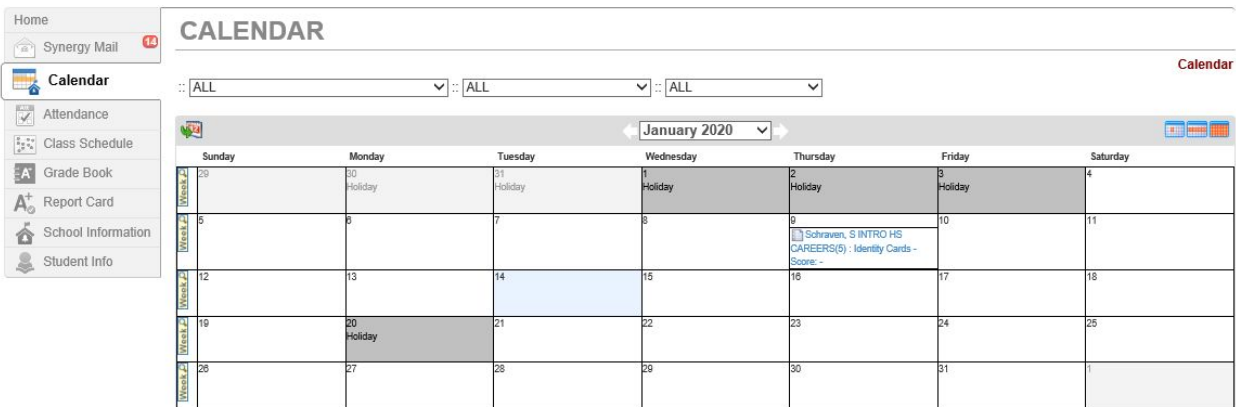 Home
Synergy Mail 14
Calendar
Attendance
Class Schedule
Grade Book
Report Card
School Information
Student Info
CALENDAR
Calendar
:: ALL :: ALL :: ALL
January 2020
Sunday Monday Tuesday Wednesday Thursday Friday Saturday
Week 29 30 31 1 2 3 4
Holiday Holiday Holiday Holiday Holiday
Week 5 6 7 8 9 10 11
Schraven, S INTRO HS
CAREERS(5) : Identity Cards -
Score: -
Week 12 13 14 15 16 17 18
Week 19 20 21 22 23 24 25
Holiday
Week 26 27 28 29 30 31 1